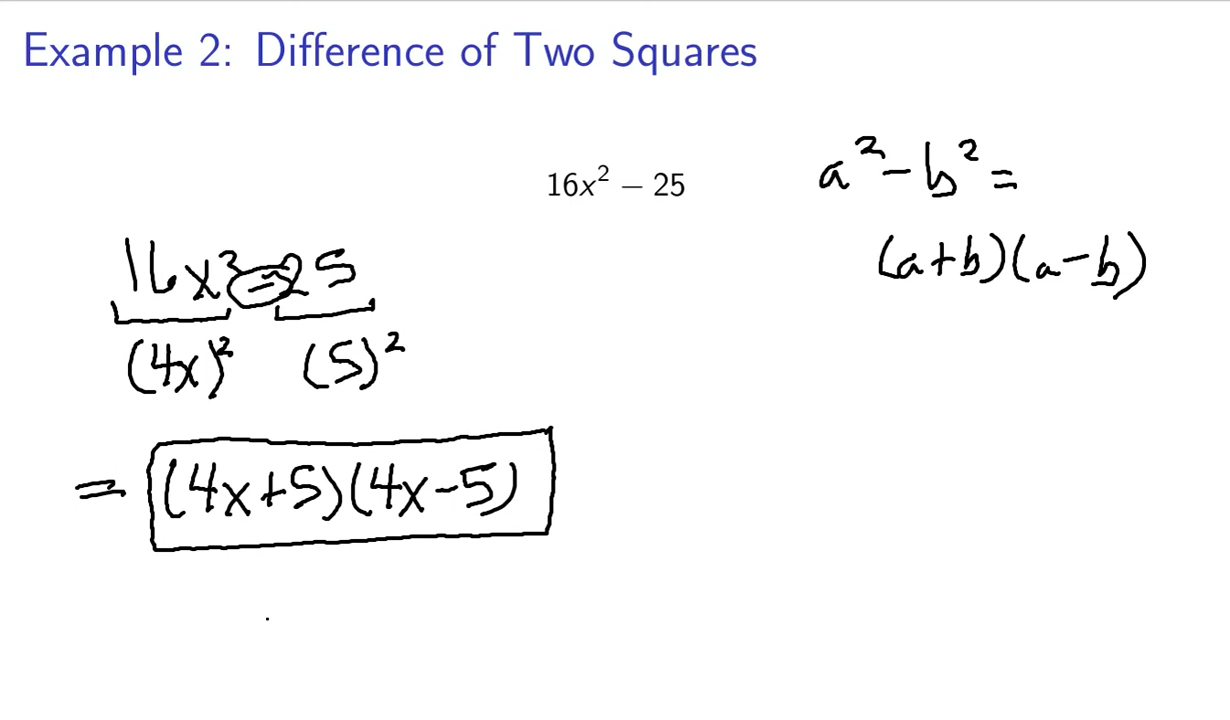 Example 2: Difference of Two Squares
16x² − 25
a² − b² =
(a+b)(a−b)
16x² − 25
(4x)² (5)²
= (4x+5)(4x−5)